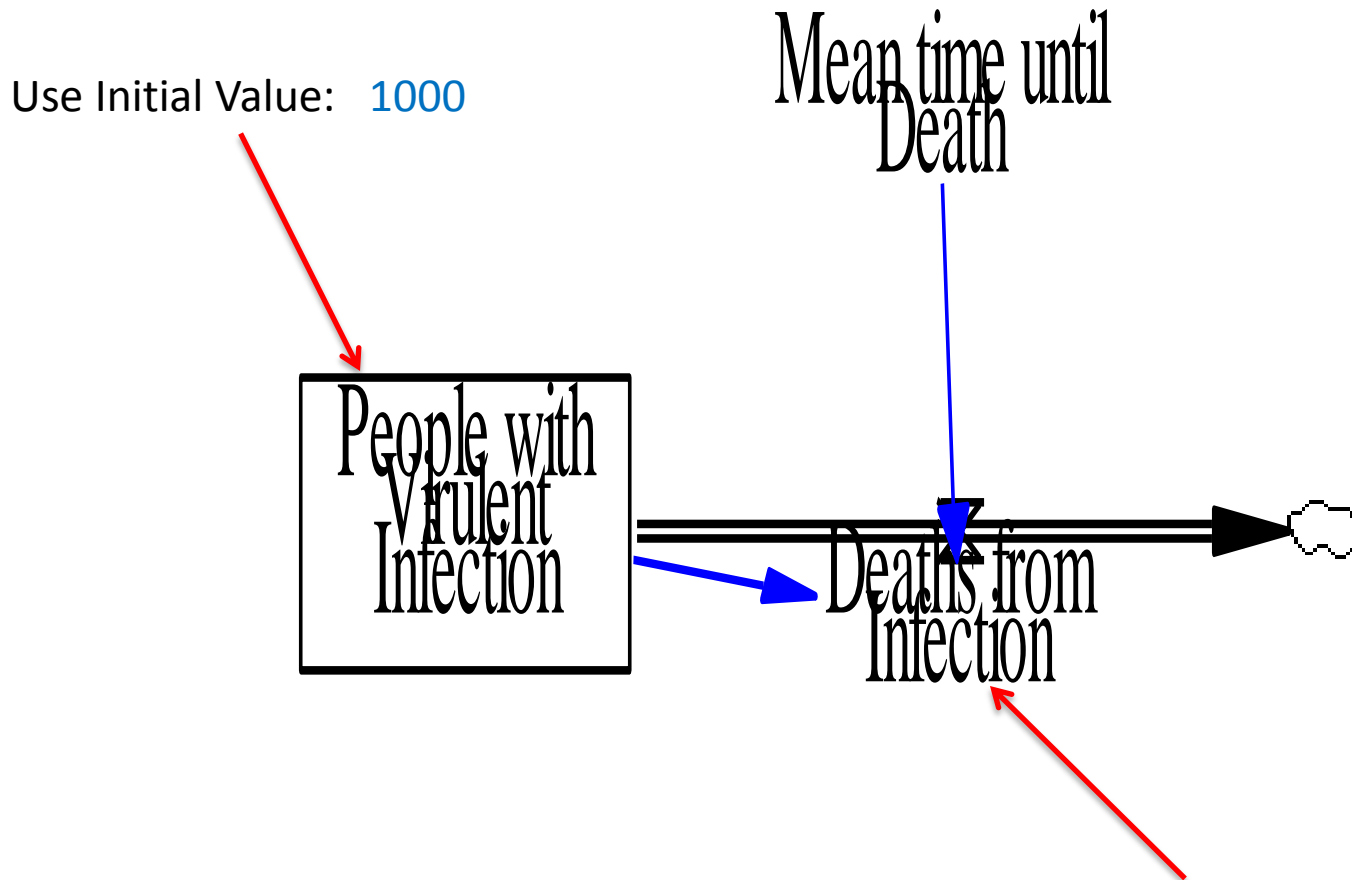 Use Initial Value: 1000
Mean time until
Death
People with
Virulent
Infection
Deaths from
Infection